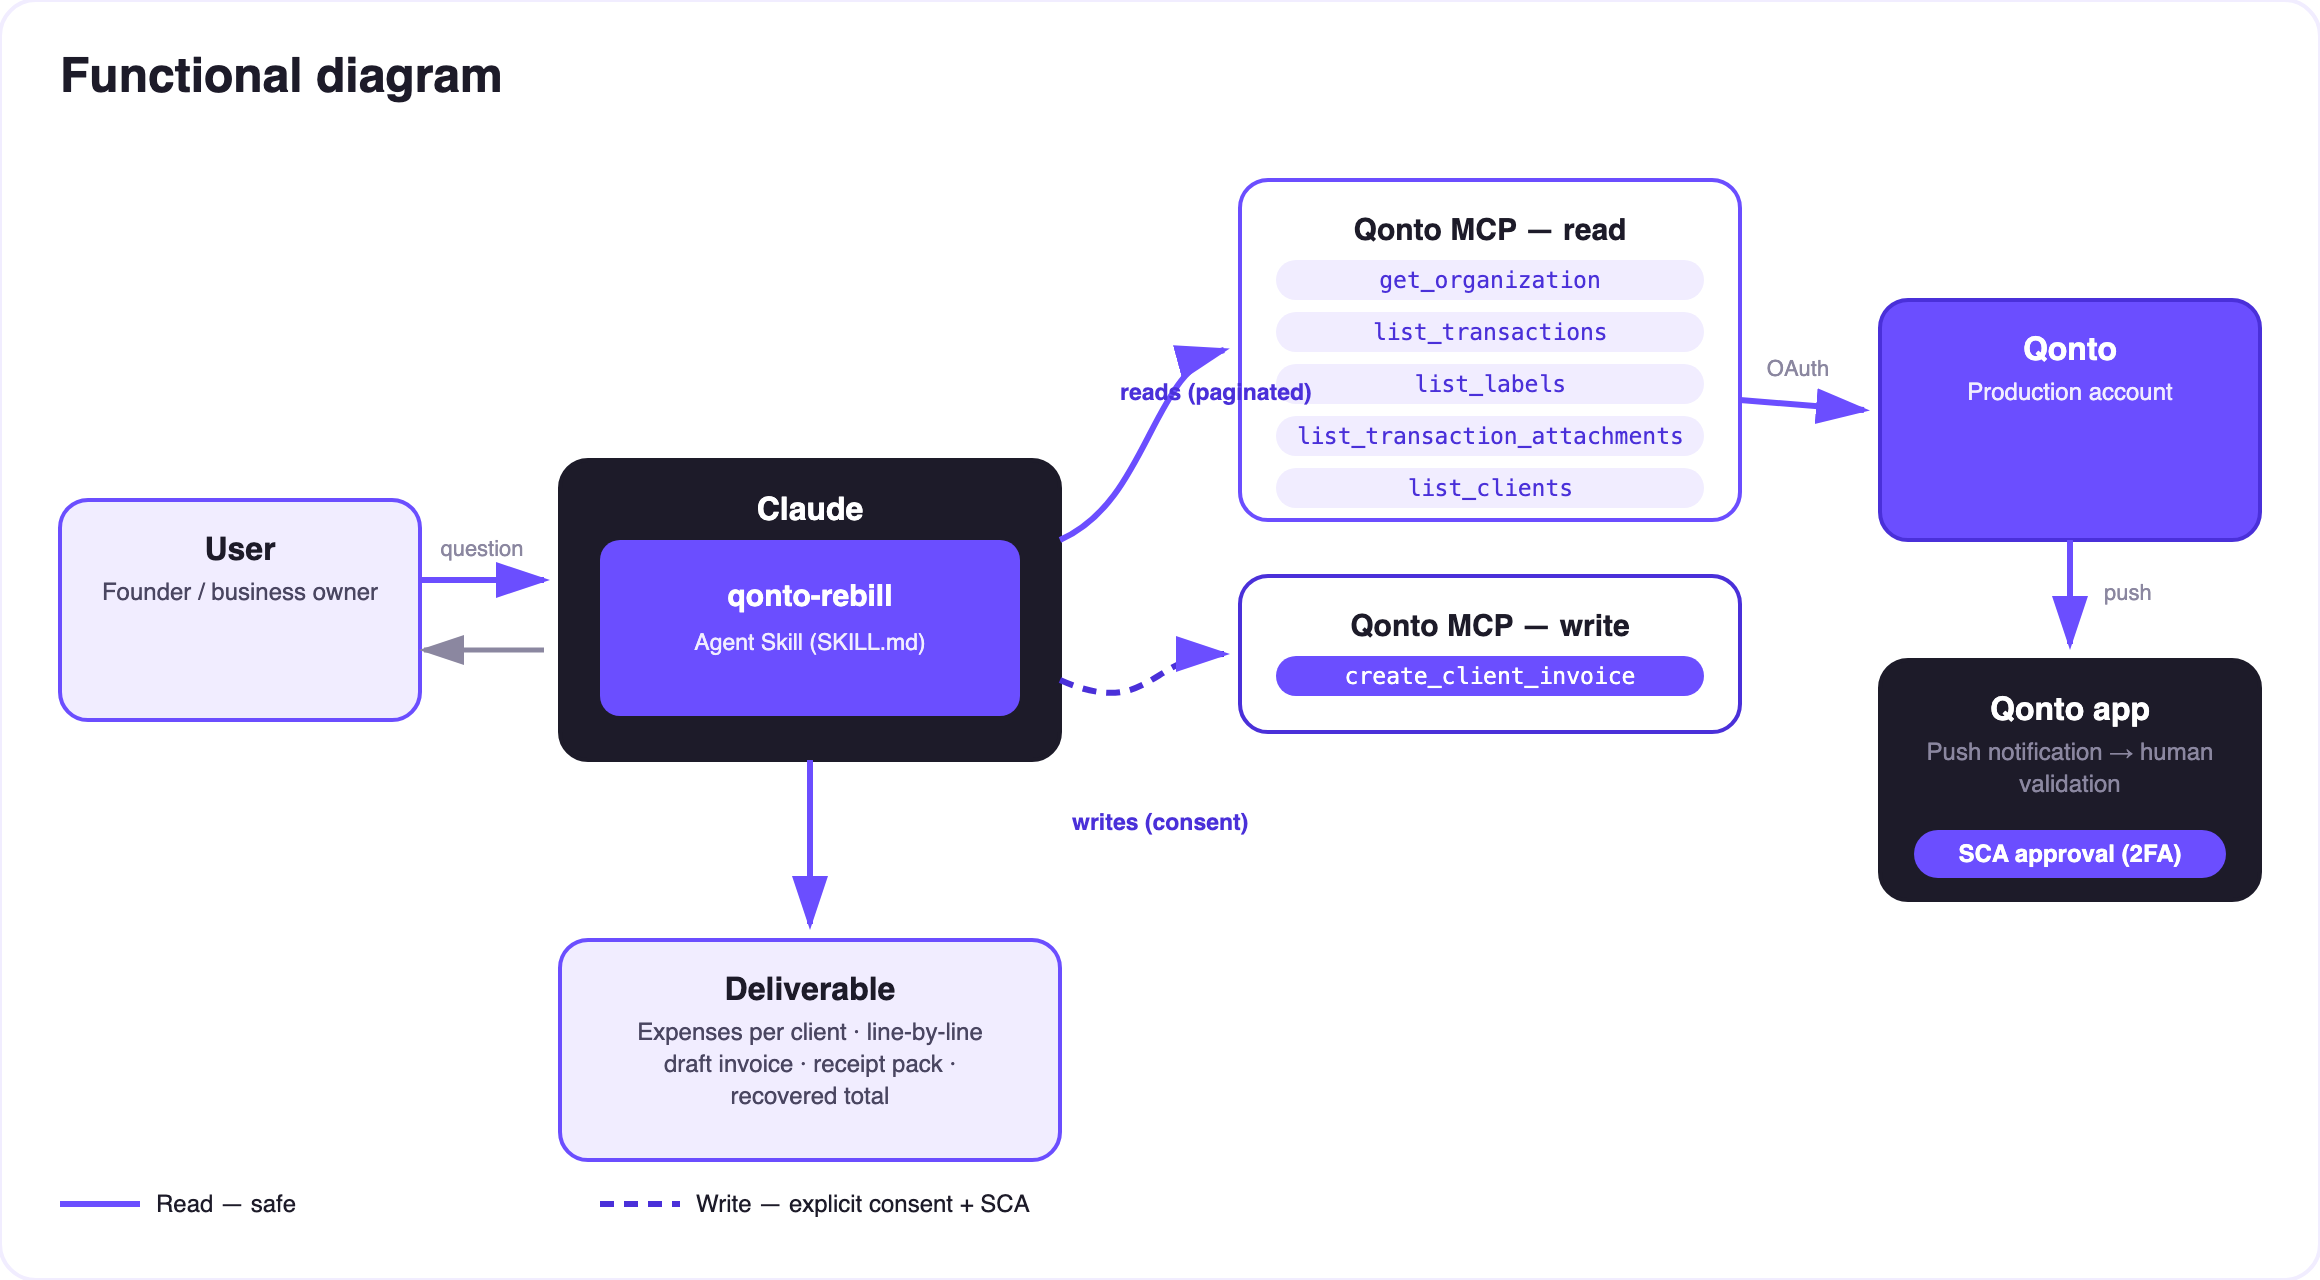 Functional diagram
Qonto MCP — read
get_organization
list_transactions
list_labels
list_transaction_attachments
list_clients
reads (paginated)
OAuth
Qonto
Production account
User
Founder / business owner
question
Claude
qonto-rebill
Agent Skill (SKILL.md)
Qonto MCP — write
create_client_invoice
push
Qonto app
Push notification → human
validation
SCA approval (2FA)
writes (consent)
Deliverable
Expenses per client · line-by-line
draft invoice · receipt pack ·
recovered total
Read — safe
Write — explicit consent + SCA